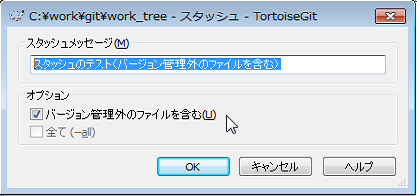 C:¥work¥git¥work_tree - スタッシュ - TortoiseGit
スタッシュメッセージ(M)
スタッシュのテスト(バージョン管理外のファイルを含む)
オプション
バージョン管理外のファイルを含む(U)
全て (--all)
OK キャンセル ヘルプ